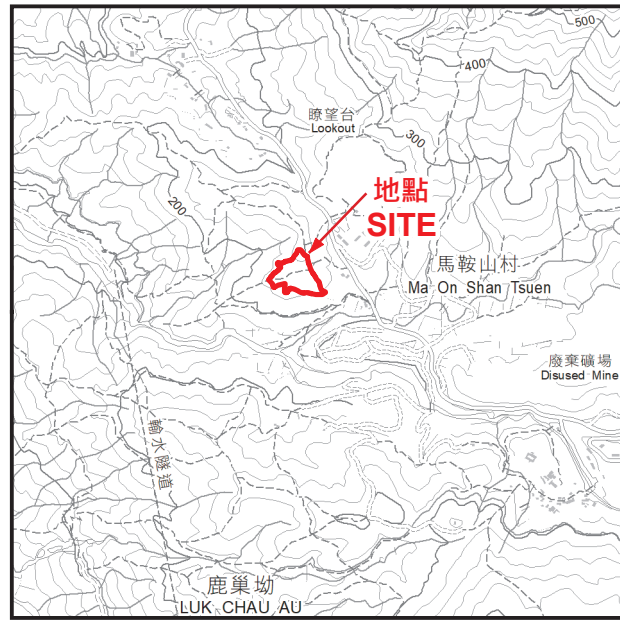 500
400
瞭望台
Lookout
300
地點
SITE
200
馬鞍山村
Ma On Shan Tsuen
廢棄礦場
Disused Mine
輸水隧道
鹿巢坳
LUK CHAU AU